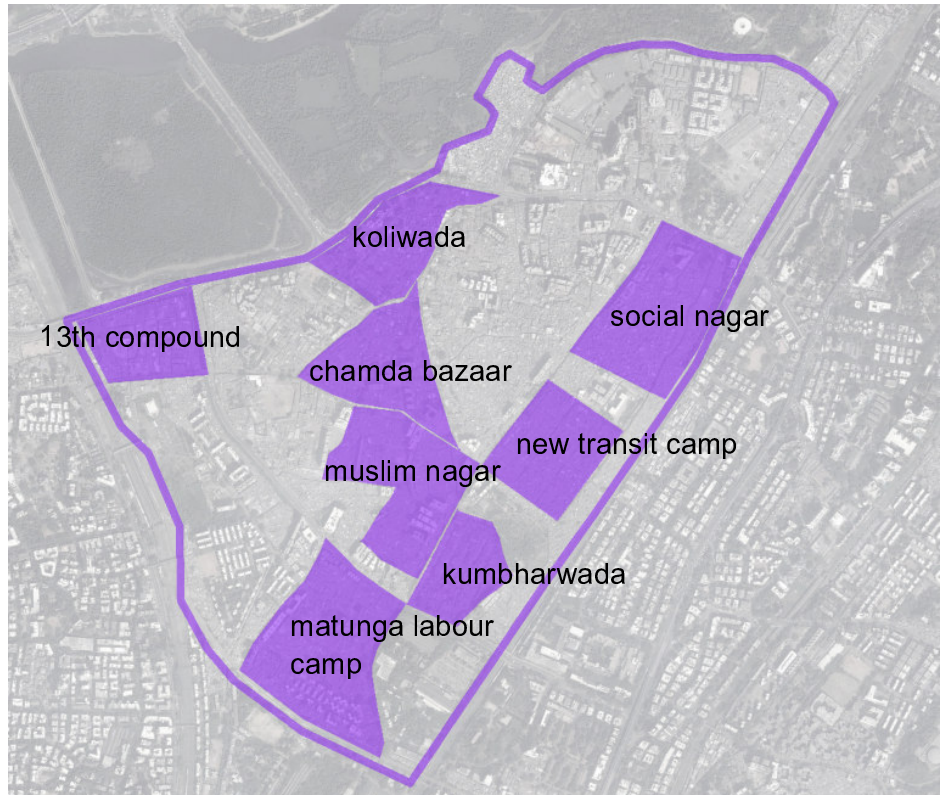 koliwada
social nagar
13th compound
chamda bazaar
new transit camp
muslim nagar
kumbharwada
matunga labour
camp